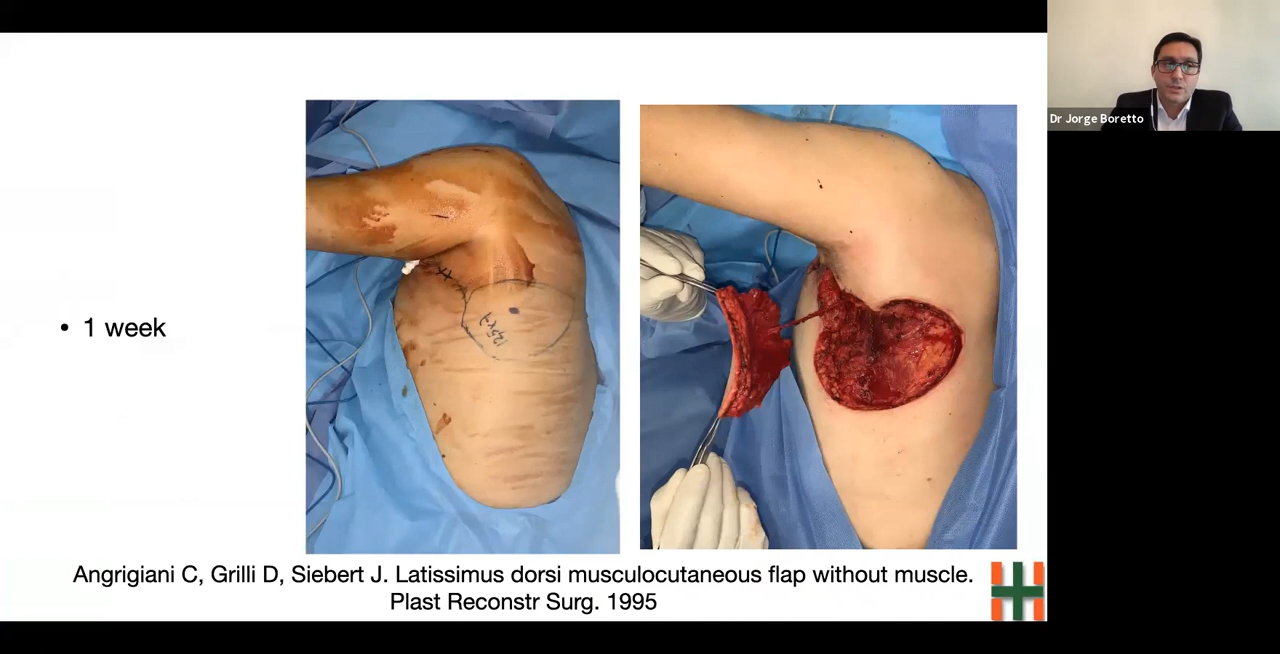 Dr Jorge Boretto
• 1 week
Angrigiani C, Grilli D, Siebert J. Latissimus dorsi musculocutaneous flap without muscle.
Plast Reconstr Surg. 1995